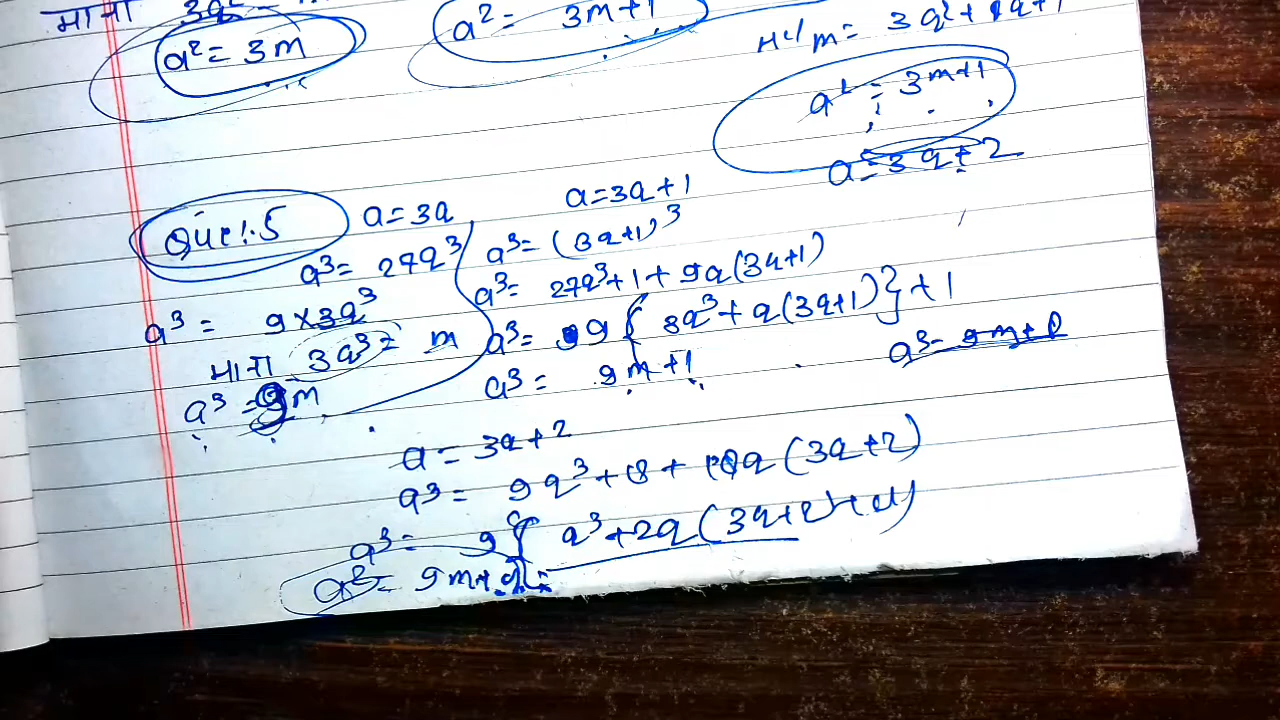 माना 3q²
a² = 3m
a² = 3m+1
m = 3q²+2q+1
a² = 3m+1
a=3q+2
Que!.5 a=3q a=3q+1
a³= 27q³ a³= (3q+1)³
a³= 27q³+1+ 9q(3q+1)
a³ = 9×3q³
a³= 9{ 3q³+ q(3q+1)}+1
माना 3q³= m
a³= 9m+1
a³ = 9m+1
a³ = 9m
a = 3q+2
a³ = 9q³+8+ 18q (3q+2)
a³= 9{ q³+2q(3q+2)
a³= 9m+